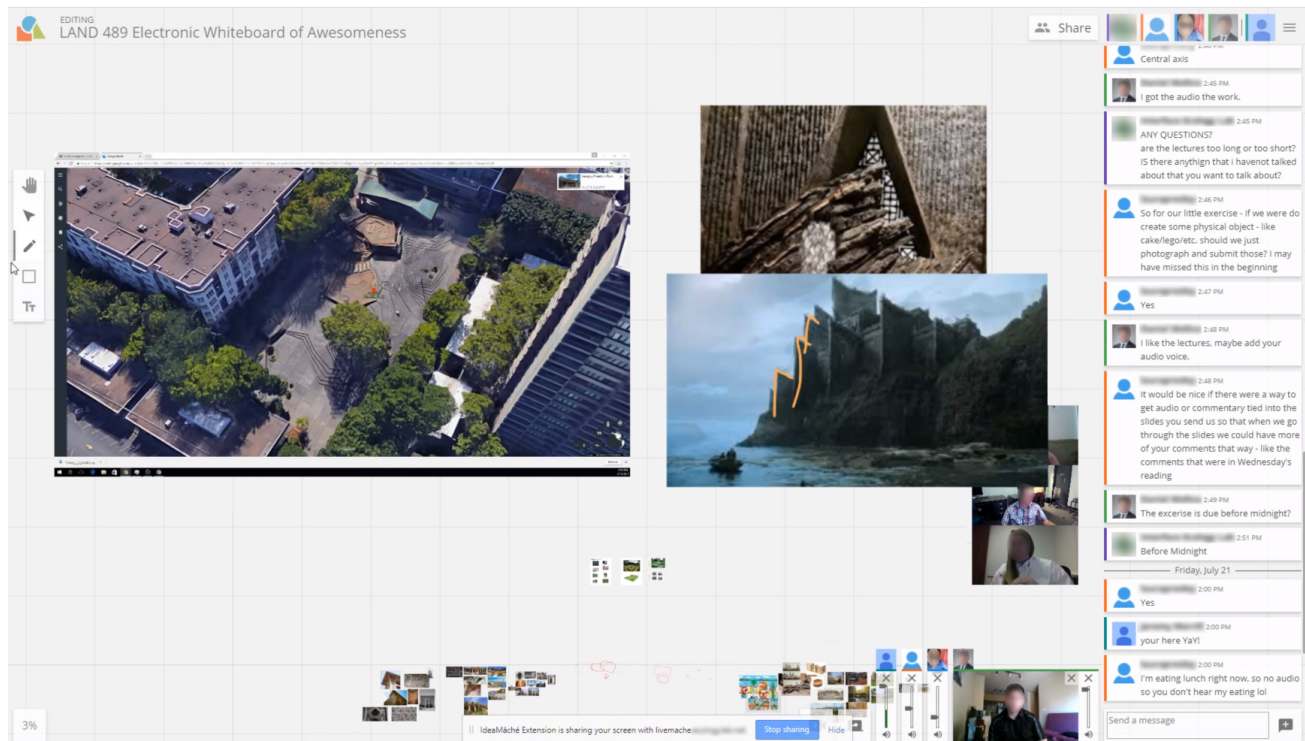 EDITING
LAND 489 Electronic Whiteboard of Awesomeness
Share
Central axis
2:45 PM
I got the audio the work.
2:45 PM
ANY QUESTIONS?
are the lectures too long or too short?
IS there anythign that i havenot talked
about that you want to talk about?
2:46 PM
So for our little exercise - if we were do
create some physical object - like
cake/lego/etc. should we just
photograph and submit those? I may
have missed this in the beginning
2:47 PM
Yes
2:48 PM
I like the lectures, maybe add your
audio voice.
2:48 PM
It would be nice if there were a way to
get audio or commentary tied into the
slides you send us so that when we go
through the slides we could have more
of your comments that way - like the
comments that were in Wednesday's
reading
2:49 PM
The excerise is due before midnight?
2:51 PM
Before Midnight
Friday, July 21
2:00 PM
Yes
2:00 PM
your here YaY!
2:00 PM
I'm eating lunch right now, so no audio
so you don't hear my eating lol
Send a message
TT
3%
IdeaMâché Extension is sharing your screen with livemache
Stop sharing
Hide